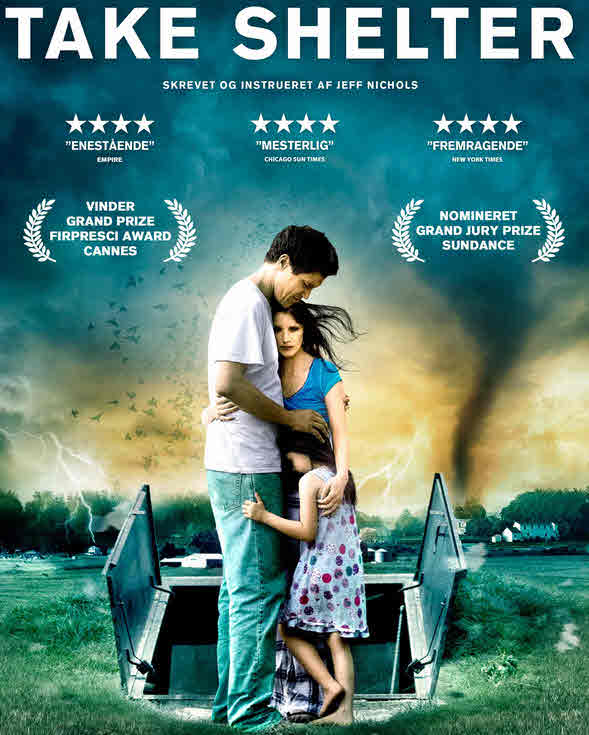 TAKE SHELTER
SKREVET OG INSTRUERET AF JEFF NICHOLS
"ENESTÅENDE"
EMPIRE
"MESTERLIG"
CHICAGO SUN TIMES
"FREMRAGENDE"
NEW YORK TIMES
VINDER
GRAND PRIZE
FIRPRESCI AWARD
CANNES
NOMINERET
GRAND JURY PRIZE
SUNDANCE